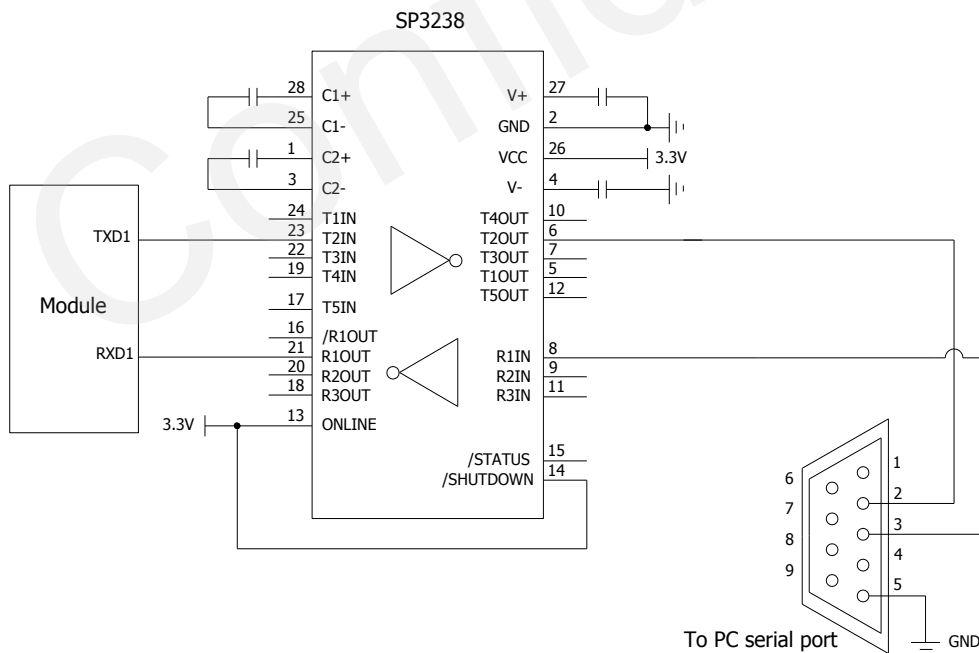 SP3238
28 C1+ V+ 27
25 C1- GND 2
1 C2+ VCC 26 3.3V
3 C2- V- 4
24 T1IN T4OUT 10
TXD1 23 T2IN T2OUT 6
22 T3IN T3OUT 7
19 T4IN T1OUT 5
T5OUT 12
17 T5IN
Module
16 /R1OUT
RXD1 21 R1OUT R1IN 8
20 R2OUT R2IN 9
18 R3OUT R3IN 11
3.3V 13 ONLINE
/STATUS 15
/SHUTDOWN 14
1
6
2
7
3
8
4
9
5
To PC serial port
GND